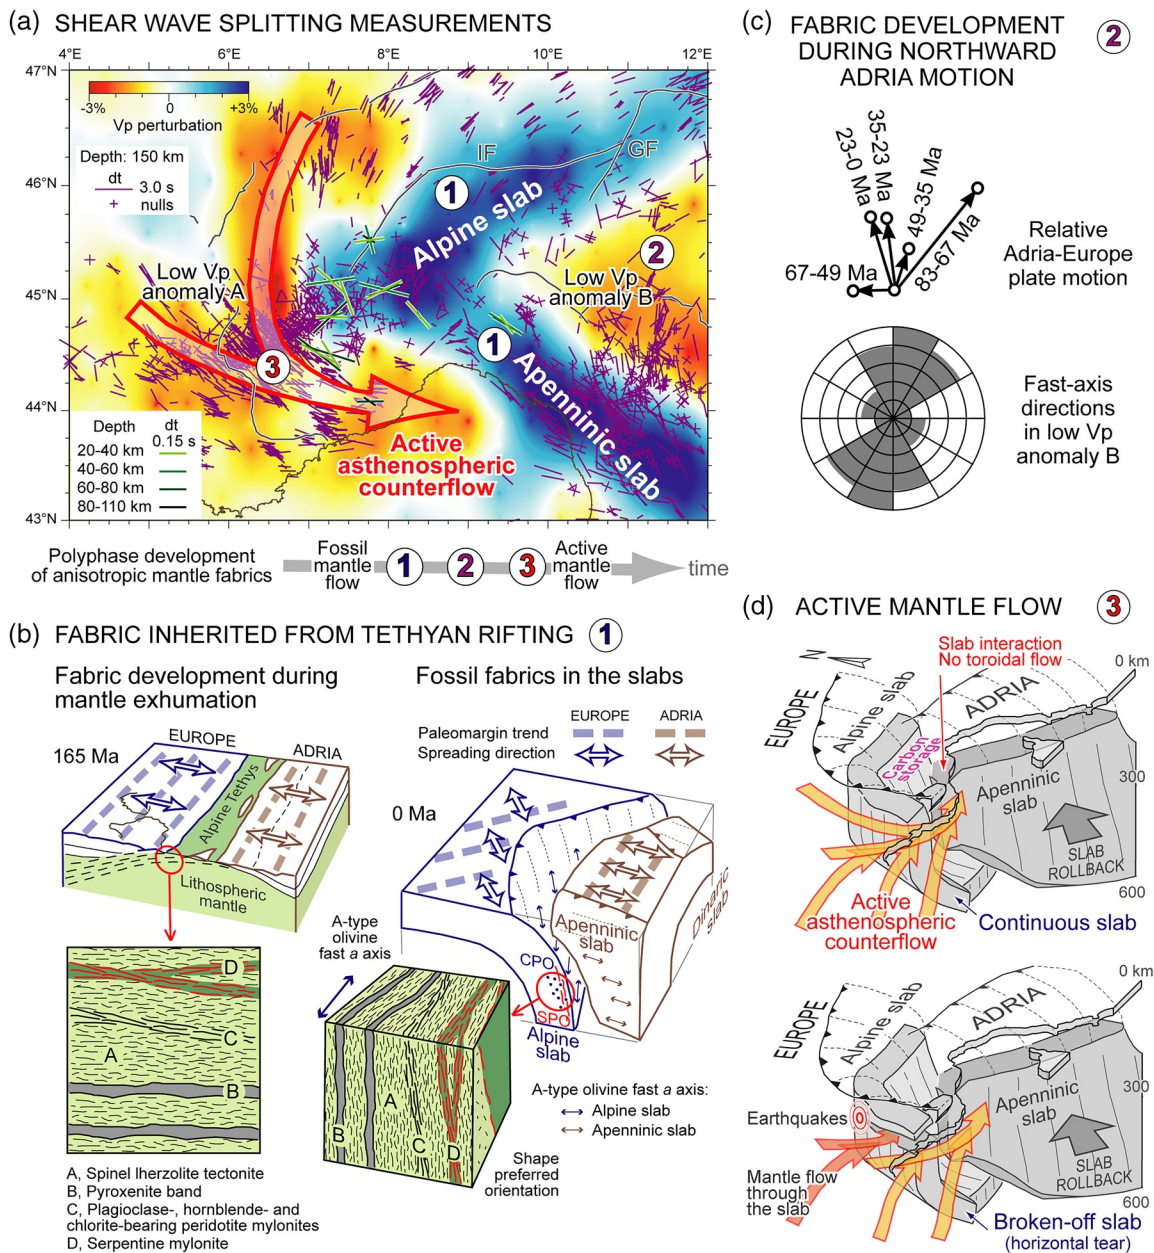 (a) SHEAR WAVE SPLITTING MEASUREMENTS
4°E 6°E 8°E 10°E 12°E
47°N
46°N
45°N
44°N
43°N
-3% 0 +3%
Vp perturbation
Depth: 150 km
dt
3.0 s
+ nulls
IF
GF
1
Alpine slab
2
Low Vp
anomaly A
Low Vp
anomaly B
1
3
Apenninic slab
Active
asthenospheric
counterflow
Depth dt
0.15 s
20-40 km
40-60 km
60-80 km
80-110 km
Polyphase development
of anisotropic mantle fabrics
Fossil
mantle
flow
1 2 3
Active
mantle
flow
time
(b) FABRIC INHERITED FROM TETHYAN RIFTING 1
Fabric development during
mantle exhumation
165 Ma
EUROPE
ADRIA
Alpine Tethys
Lithospheric
mantle
D
C
A
B
A, Spinel lherzolite tectonite
B, Pyroxenite band
C, Plagioclase-, hornblende- and
chlorite-bearing peridotite mylonites
D, Serpentine mylonite
Fossil fabrics in the slabs
EUROPE ADRIA
Paleomargin trend
Spreading direction
0 Ma
A-type
olivine
fast a axis
Apenninic
slab
Dinaric
slab
CPO
SPO
Alpine
slab
A
B
C
D
A-type olivine fast a axis:
Alpine slab
Apenninic slab
Shape
preferred
orientation
(c) FABRIC DEVELOPMENT
DURING NORTHWARD
ADRIA MOTION
2
23-0 Ma
35-23 Ma
49-35 Ma
83-67 Ma
67-49 Ma
Relative
Adria-Europe
plate motion
Fast-axis
directions
in low Vp
anomaly B
(d) ACTIVE MANTLE FLOW 3
Slab interaction
No toroidal flow
0 km
N
EUROPE
Alpine slab
ADRIA
Carbon
storage
300
Apenninic
slab
SLAB
ROLLBACK
600
Active
asthenospheric
counterflow
Continuous slab
0 km
EUROPE
Alpine slab
ADRIA
300
Earthquakes
Apenninic
slab
SLAB
ROLLBACK
Mantle flow
through
the slab
600
Broken-off slab
(horizontal tear)